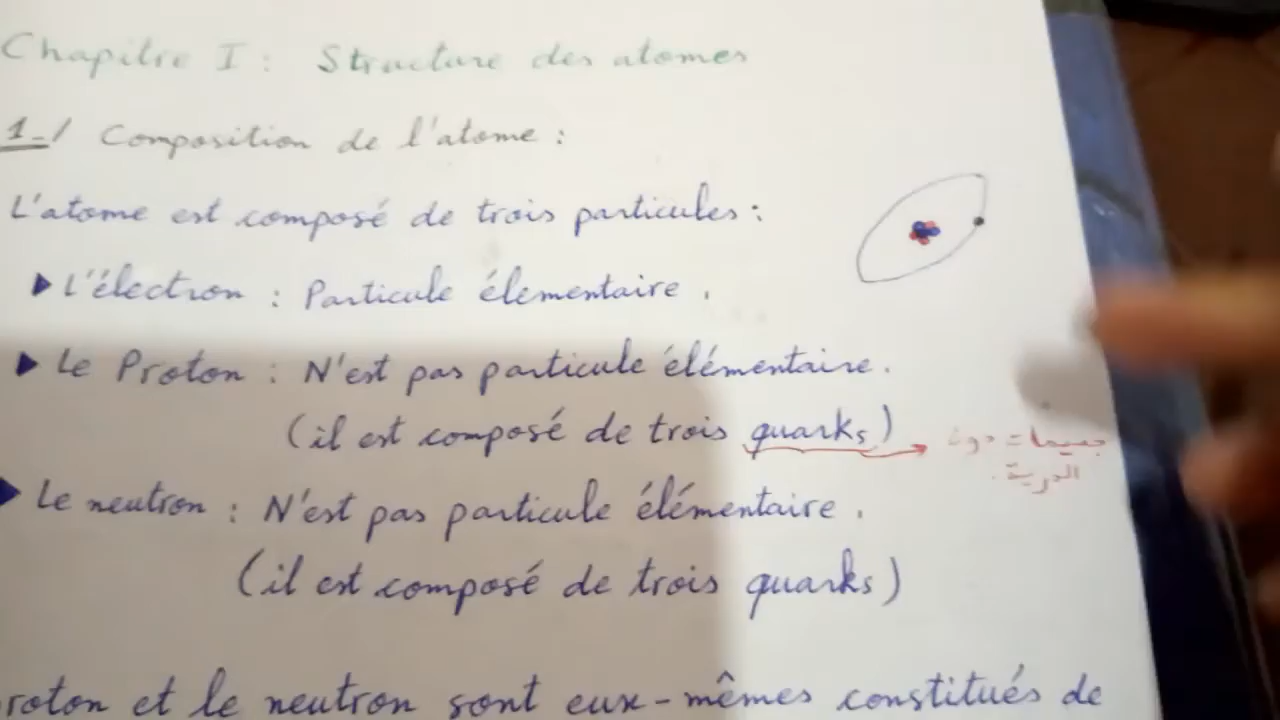 Chapitre I : Structure des atomes
1-/ Composition de l'atome :
L'atome est composé de trois particules :
▶ L'électron : Particule élementaire .
▶ Le Proton : N'est pas particule élémentaire .
(il est composé de trois quarks)
▶ Le neutron : N'est pas particule élémentaire .
(il est composé de trois quarks)
roton et le neutron sont eux-mêmes constitués de